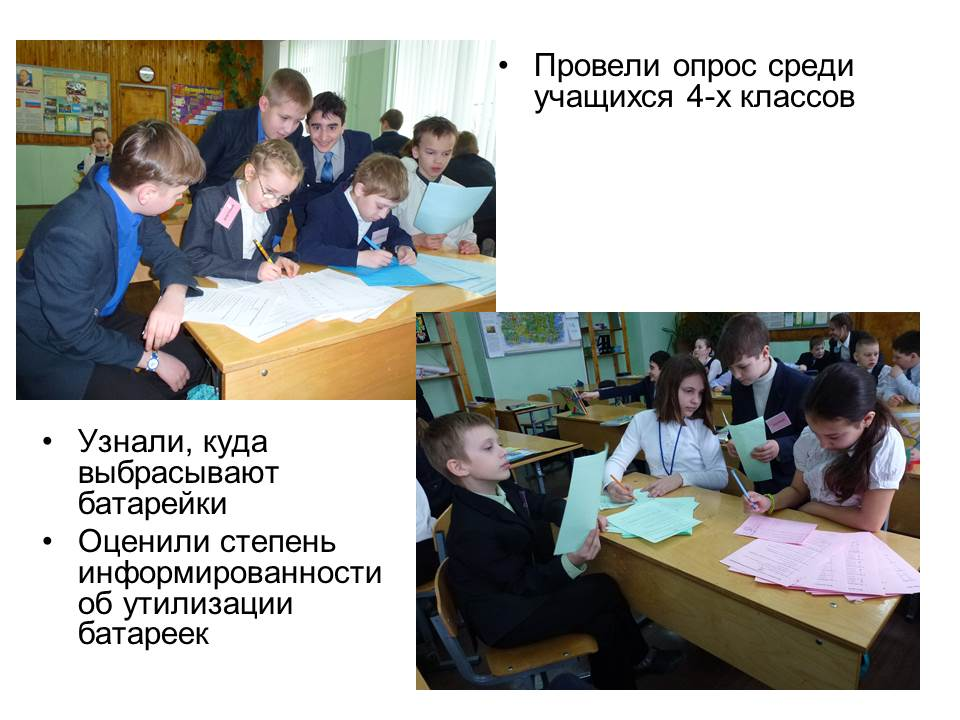 • Провели опрос среди
учащихся 4-х классов
• Узнали, куда
выбрасывают
батарейки
• Оценили степень
информированности
об утилизации
батареек